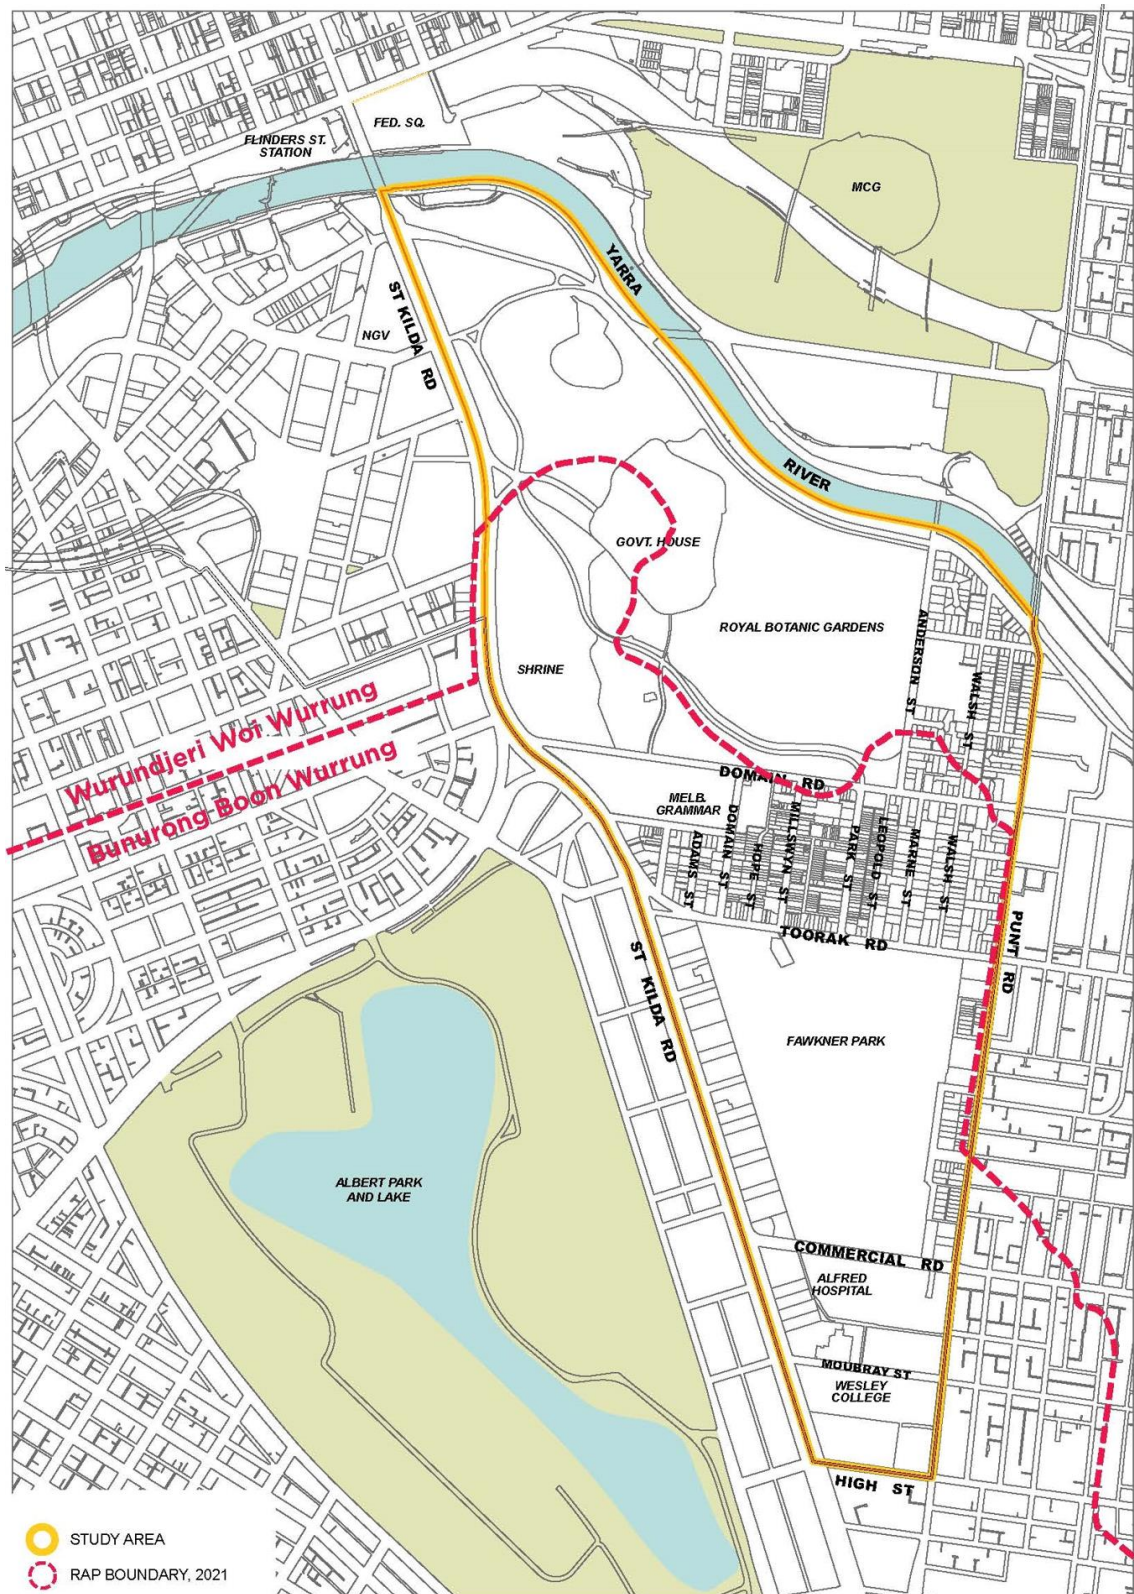 FED. SQ.
FLINDERS ST.
STATION
MCG
YARRA
ST KILDA RD
NGV
RIVER
GOVT. HOUSE
ROYAL BOTANIC GARDENS
ANDERSON ST
WALSH ST
SHRINE
Wurundjeri Woi Wurrung
Bunurong Boon Wurrung
DOMAIN RD
MELB.
GRAMMAR
ADAMS ST
DOMAIN ST
HOPE ST
MILLSWYN ST
PARK ST
LEOPOLD ST
MARNE ST
WALSH ST
TOORAK RD
PUNT RD
ST KILDA RD
FAWKNER PARK
ALBERT PARK
AND LAKE
COMMERCIAL RD
ALFRED
HOSPITAL
MOUBRAY ST
WESLEY
COLLEGE
HIGH ST
STUDY AREA
RAP BOUNDARY, 2021